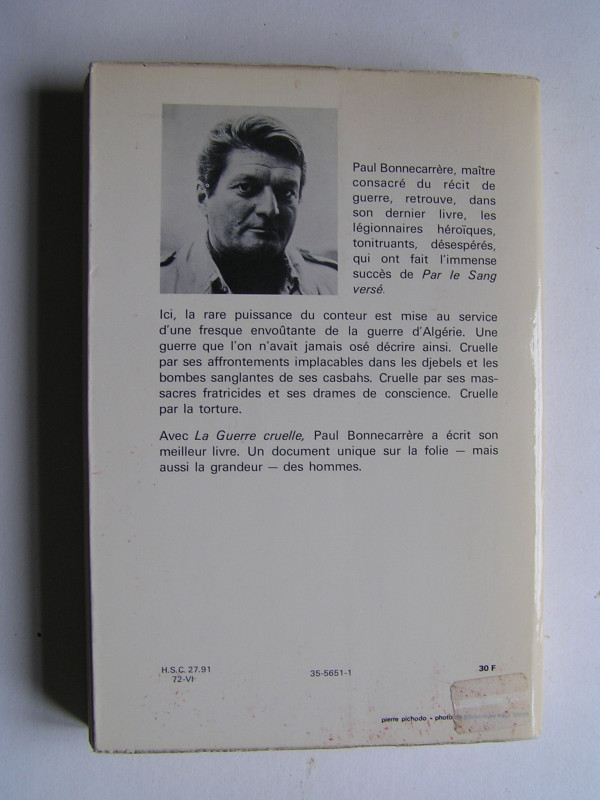 Paul Bonnecarrère, maître
consacré du récit de
guerre, retrouve, dans
son dernier livre, les
légionnaires héroïques,
tonitruants, désespérés,
qui ont fait l'immense
succès de Par le Sang
versé.
Ici, la rare puissance du conteur est mise au service
d'une fresque envoûtante de la guerre d'Algérie. Une
guerre que l'on n'avait jamais osé décrire ainsi. Cruelle
par ses affrontements implacables dans les djebels et les
bombes sanglantes de ses casbahs. Cruelle par ses mas-
sacres fratricides et ses drames de conscience. Cruelle
par la torture.
Avec La Guerre cruelle, Paul Bonnecarrère a écrit son
meilleur livre. Un document unique sur la folie — mais
aussi la grandeur — des hommes.
H.S.C. 27.91
72-VI
35-5651-1
30 F
pierre pichodo • photo